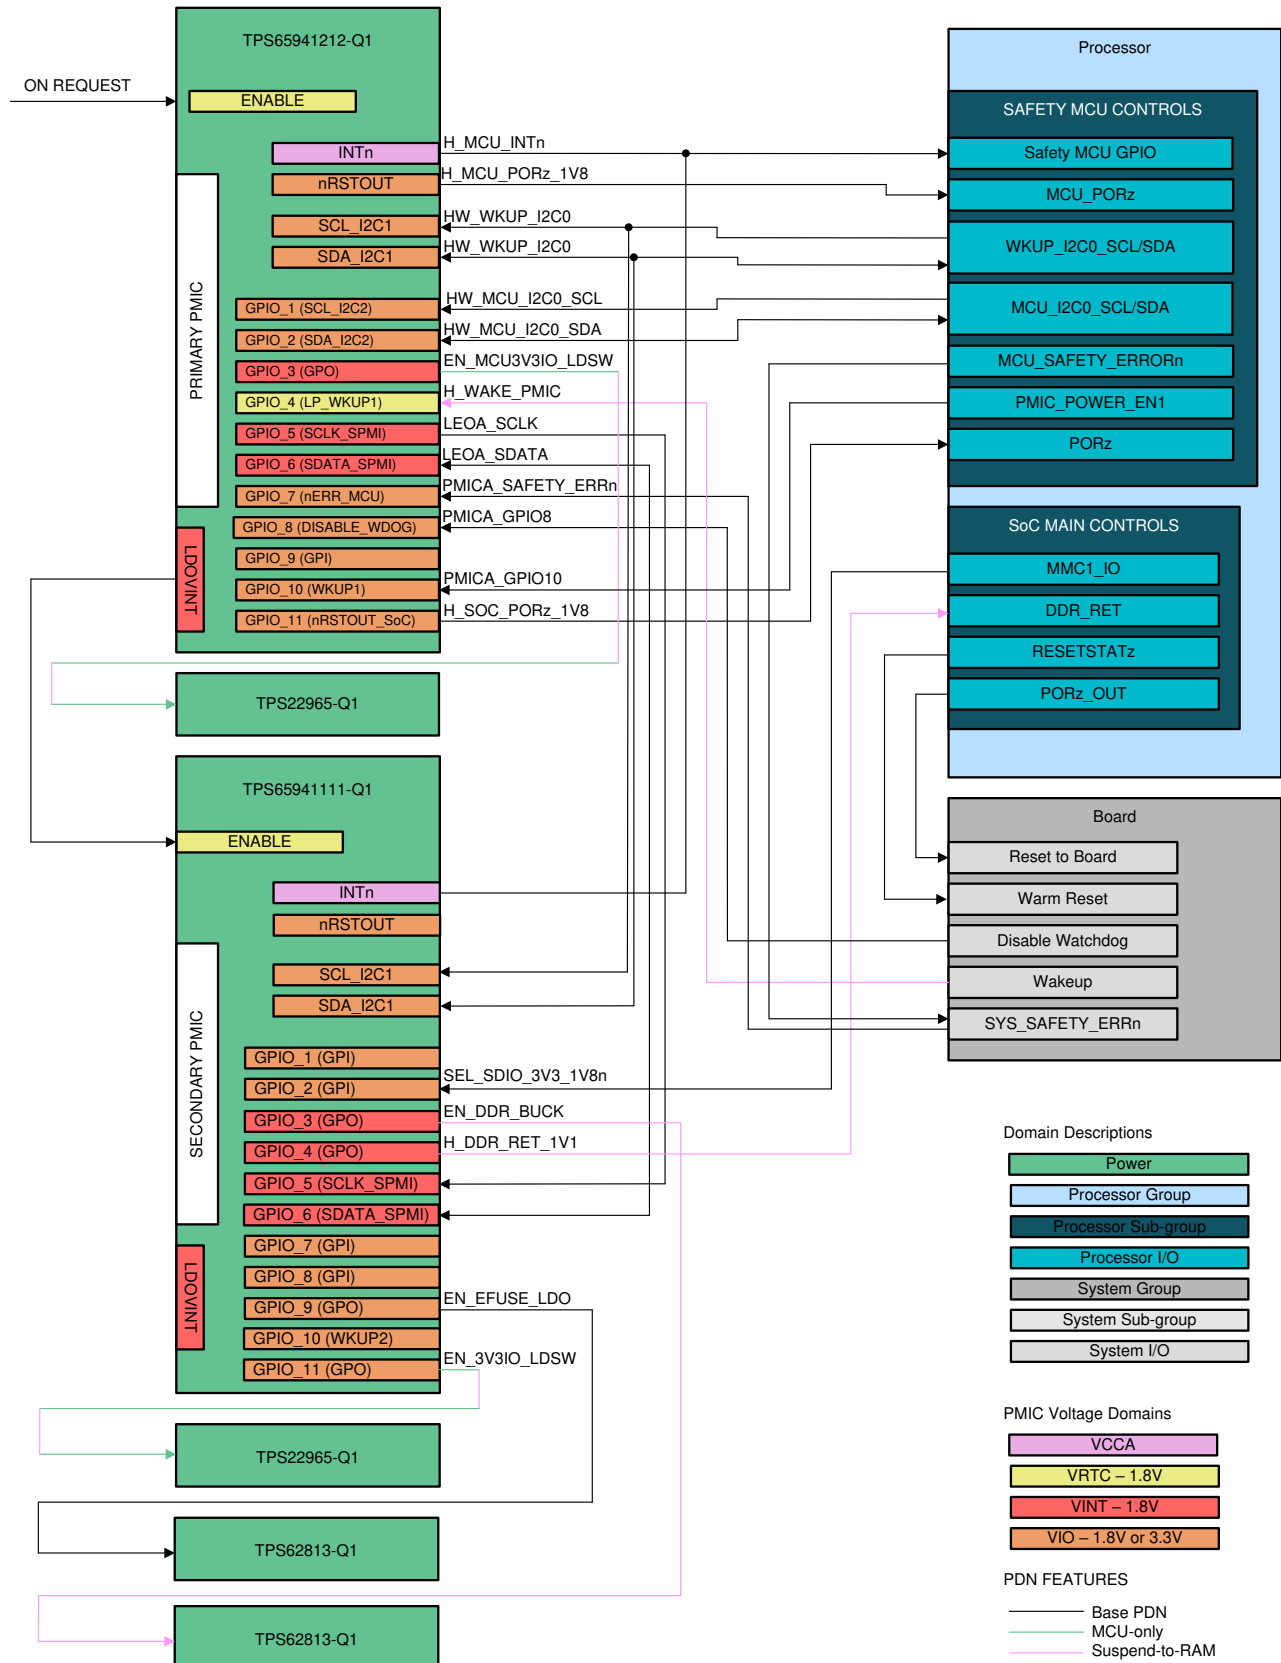 TPS65941212-Q1
ON REQUEST
ENABLE
INTn
nRSTOUT
SCL_I2C1
SDA_I2C1
PRIMARY PMIC
GPIO_1 (SCL_I2C2)
GPIO_2 (SDA_I2C2)
GPIO_3 (GPO)
GPIO_4 (LP_WKUP1)
GPIO_5 (SCLK_SPMI)
GPIO_6 (SDATA_SPMI)
GPIO_7 (nERR_MCU)
GPIO_8 (DISABLE_WDOG)
GPIO_9 (GPI)
GPIO_10 (WKUP1)
GPIO_11 (nRSTOUT_SoC)
LDOVINT
H_MCU_INTn
H_MCU_PORz_1V8
HW_WKUP_I2C0
HW_WKUP_I2C0
HW_MCU_I2C0_SCL
HW_MCU_I2C0_SDA
EN_MCU3V3IO_LDSW
H_WAKE_PMIC
LEOA_SCLK
LEOA_SDATA
PMICA_SAFETY_ERRn
PMICA_GPIO8
PMICA_GPIO10
H_SOC_PORz_1V8
Processor
SAFETY MCU CONTROLS
Safety MCU GPIO
MCU_PORz
WKUP_I2C0_SCL/SDA
MCU_I2C0_SCL/SDA
MCU_SAFETY_ERRORn
PMIC_POWER_EN1
PORz
SoC MAIN CONTROLS
MMC1_IO
DDR_RET
RESETSTATz
PORz_OUT
TPS22965-Q1
TPS65941111-Q1
ENABLE
INTn
nRSTOUT
SCL_I2C1
SDA_I2C1
SECONDARY PMIC
GPIO_1 (GPI)
GPIO_2 (GPI)
GPIO_3 (GPO)
GPIO_4 (GPO)
GPIO_5 (SCLK_SPMI)
GPIO_6 (SDATA_SPMI)
GPIO_7 (GPI)
GPIO_8 (GPI)
GPIO_9 (GPO)
GPIO_10 (WKUP2)
GPIO_11 (GPO)
LDOVINT
SEL_SDIO_3V3_1V8n
EN_DDR_BUCK
H_DDR_RET_1V1
EN_EFUSE_LDO
EN_3V3IO_LDSW
Board
Reset to Board
Warm Reset
Disable Watchdog
Wakeup
SYS_SAFETY_ERRn
TPS22965-Q1
TPS62813-Q1
TPS62813-Q1
Domain Descriptions
Power
Processor Group
Processor Sub-group
Processor I/O
System Group
System Sub-group
System I/O
PMIC Voltage Domains
VCCA
VRTC – 1.8V
VINT – 1.8V
VIO – 1.8V or 3.3V
PDN FEATURES
Base PDN
MCU-only
Suspend-to-RAM